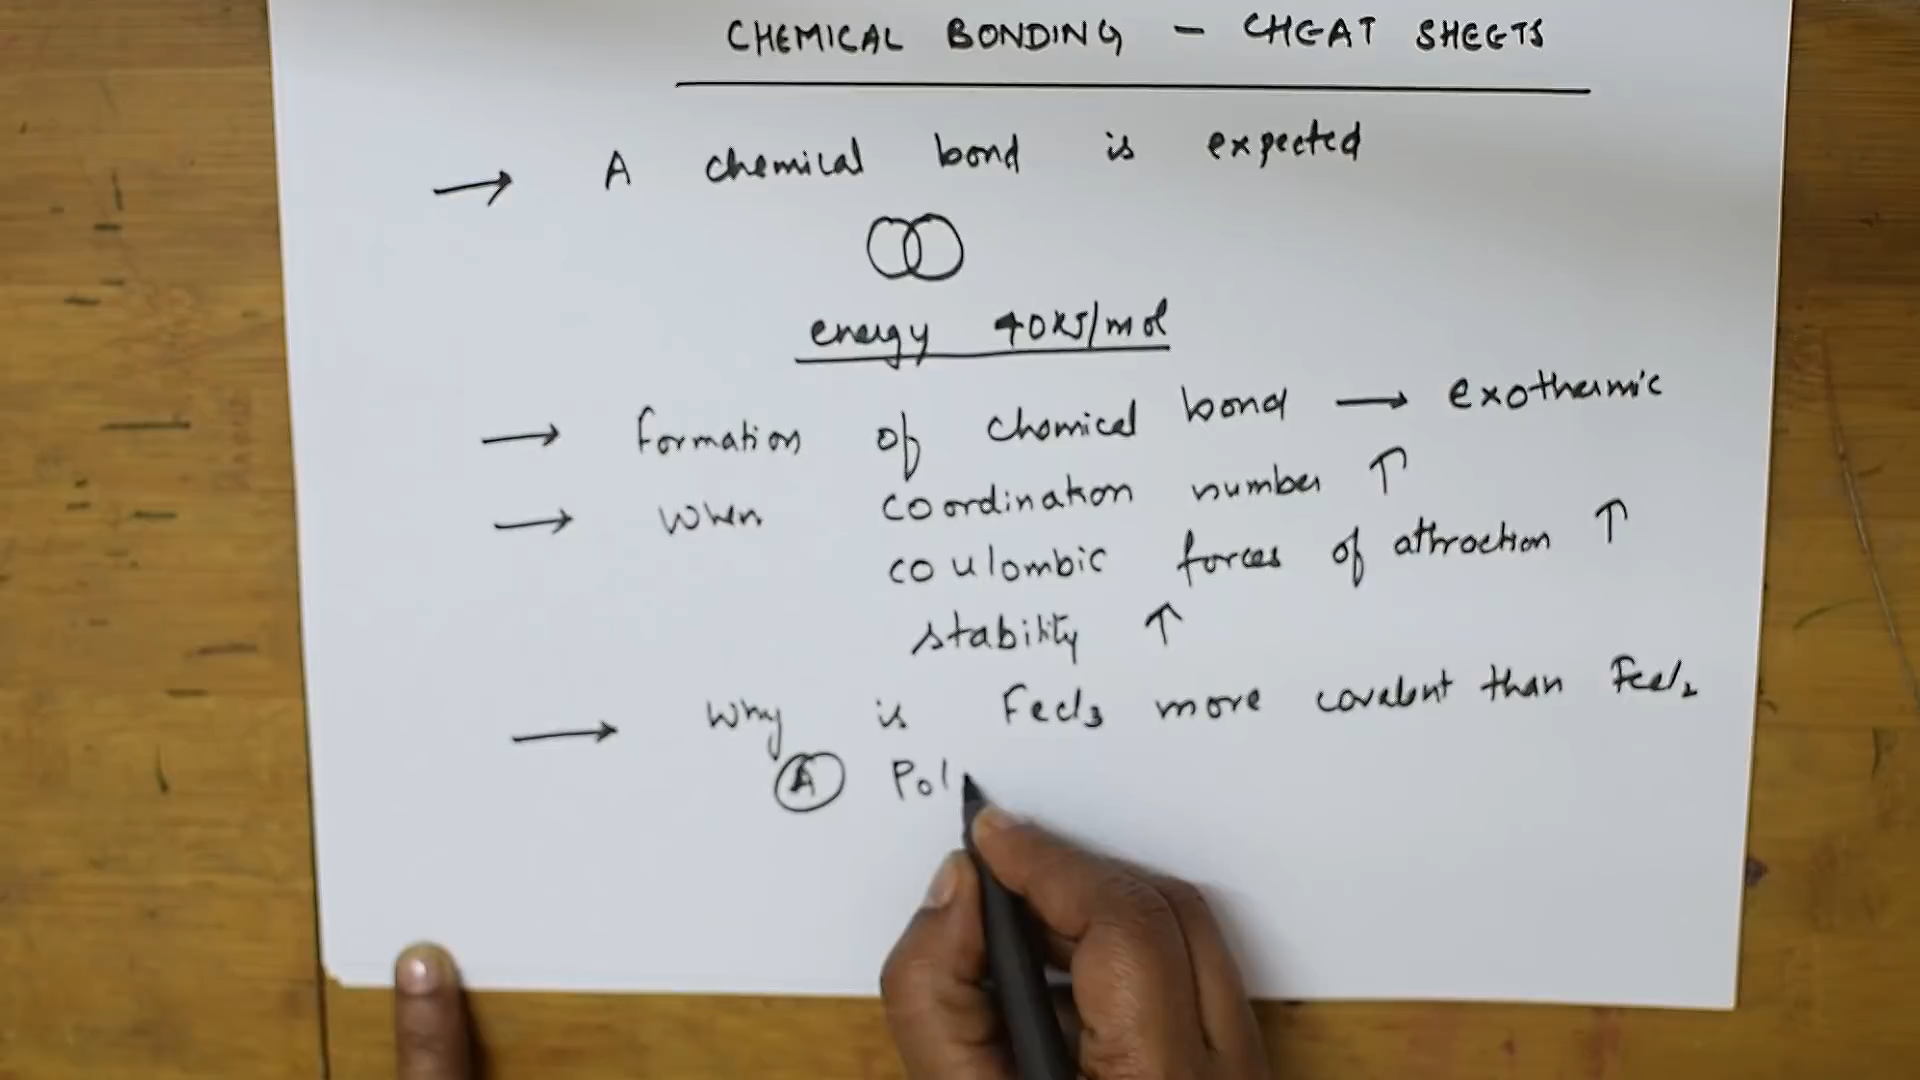 CHEMICAL BONDING - CHEAT SHEETS
→ A chemical bond is expected
energy 40KJ/mol
→ Formation of chemical bond → exothermic
→ When coordination number ↑
coulombic forces of attraction ↑
stability ↑
→ Why is FeCl3 more covalent than FeCl2
A Pol